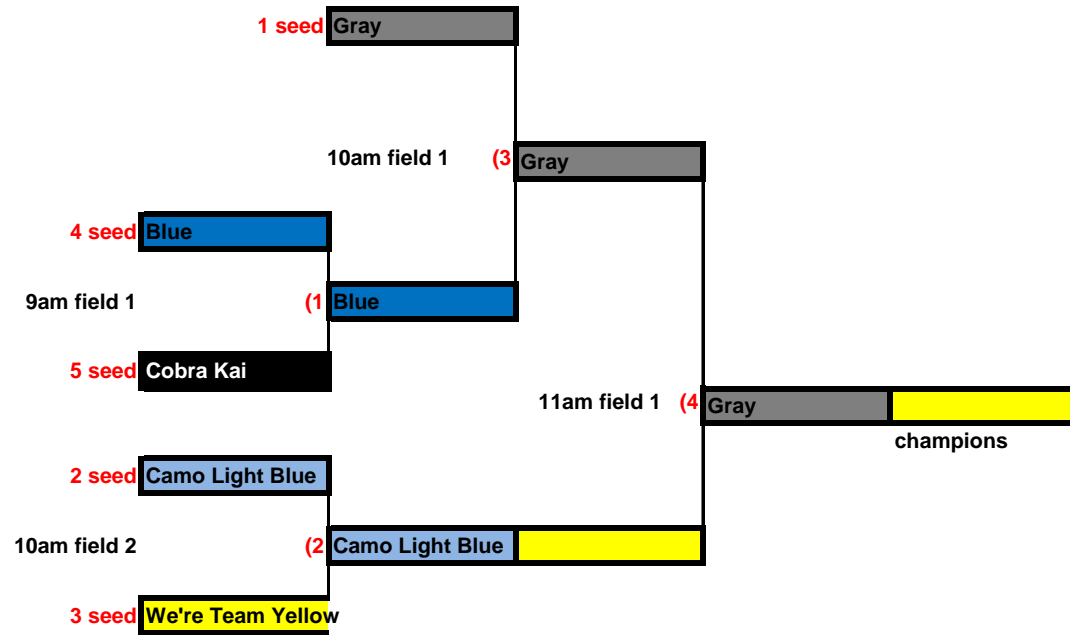 1 seed Gray
10am field 1 (3 Gray
4 seed Blue
9am field 1 (1 Blue
5 seed Cobra Kai
11am field 1 (4 Gray
champions
2 seed Camo Light Blue
10am field 2 (2 Camo Light Blue
3 seed We're Team Yellow